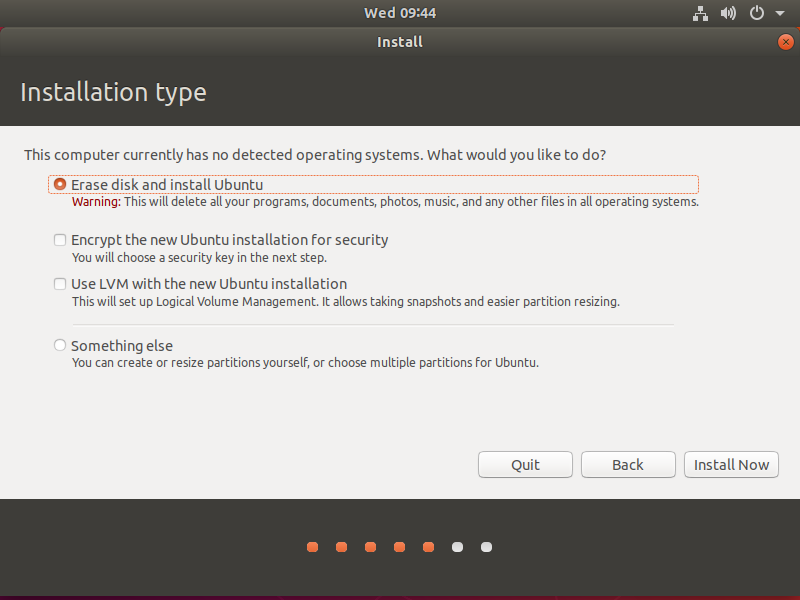 Wed 09:44
Install
Installation type
This computer currently has no detected operating systems. What would you like to do?
Erase disk and install Ubuntu
Warning: This will delete all your programs, documents, photos, music, and any other files in all operating systems.
Encrypt the new Ubuntu installation for security
You will choose a security key in the next step.
Use LVM with the new Ubuntu installation
This will set up Logical Volume Management. It allows taking snapshots and easier partition resizing.
Something else
You can create or resize partitions yourself, or choose multiple partitions for Ubuntu.
Quit
Back
Install Now